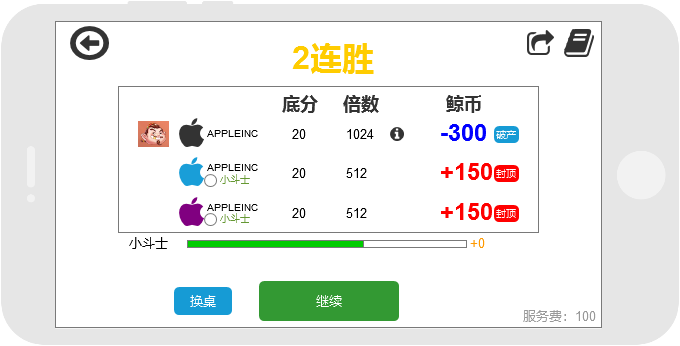 2连胜
底分 倍数 鲸币
APPLEINC 20 1024 -300 破产
APPLEINC 20 512 +150 封顶
小斗士
APPLEINC 20 512 +150 封顶
小斗士
小斗士 +0
换桌 继续
服务费：100